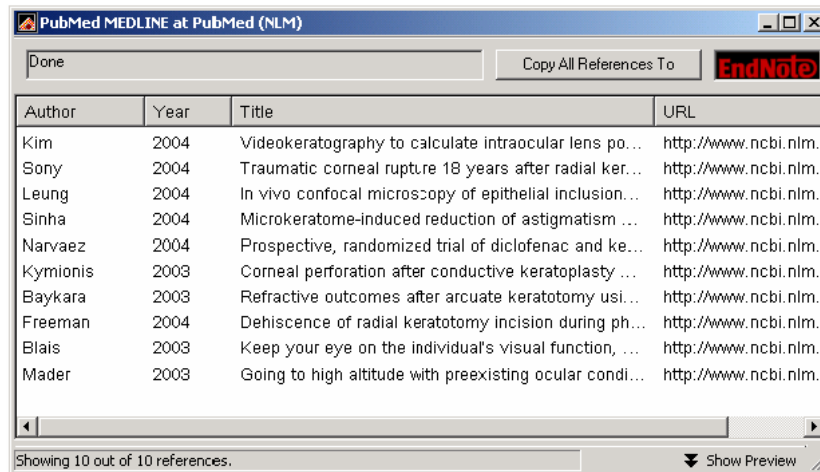 PubMed MEDLINE at PubMed (NLM)
Done Copy All References To EndNote
Author Year Title URL
Kim 2004 Videokeratography to calculate intraocular lens po... http://www.ncbi.nlm.
Sony 2004 Traumatic corneal rupture 18 years after radial ker... http://www.ncbi.nlm.
Leung 2004 In vivo confocal microscopy of epithelial inclusion... http://www.ncbi.nlm.
Sinha 2004 Microkeratome-induced reduction of astigmatism ... http://www.ncbi.nlm.
Narvaez 2004 Prospective, randomized trial of diclofenac and ke... http://www.ncbi.nlm.
Kymionis 2003 Corneal perforation after conductive keratoplasty ... http://www.ncbi.nlm.
Baykara 2003 Refractive outcomes after arcuate keratotomy usi... http://www.ncbi.nlm.
Freeman 2004 Dehiscence of radial keratotomy incision during ph... http://www.ncbi.nlm.
Blais 2003 Keep your eye on the individual's visual function, ... http://www.ncbi.nlm.
Mader 2003 Going to high altitude with preexisting ocular condi... http://www.ncbi.nlm.
Showing 10 out of 10 references. Show Preview